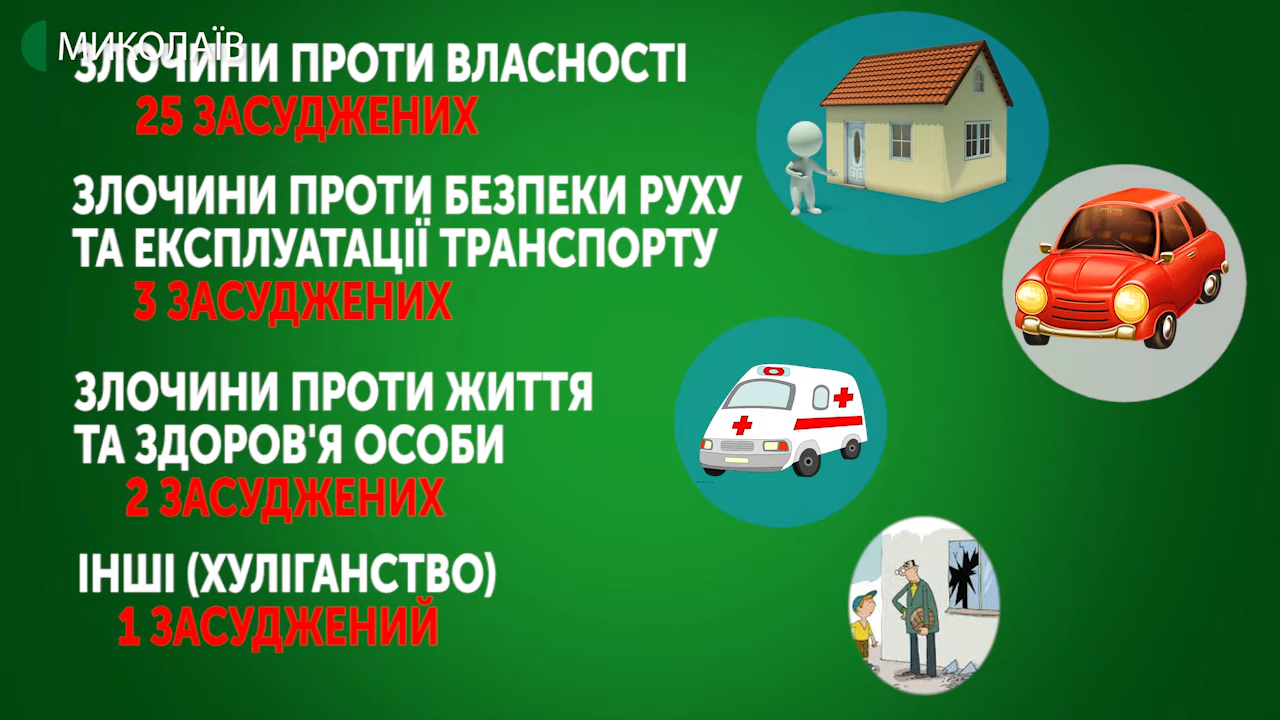 МИКОЛАЇВ
ЗЛОЧИНИ ПРОТИ ВЛАСНОСТІ
25 ЗАСУДЖЕНИХ
ЗЛОЧИНИ ПРОТИ БЕЗПЕКИ РУХУ
ТА ЕКСПЛУАТАЦІЇ ТРАНСПОРТУ
3 ЗАСУДЖЕНИХ
ЗЛОЧИНИ ПРОТИ ЖИТТЯ
ТА ЗДОРОВ'Я ОСОБИ
2 ЗАСУДЖЕНИХ
ІНШІ (ХУЛІГАНСТВО)
1 ЗАСУДЖЕНИЙ